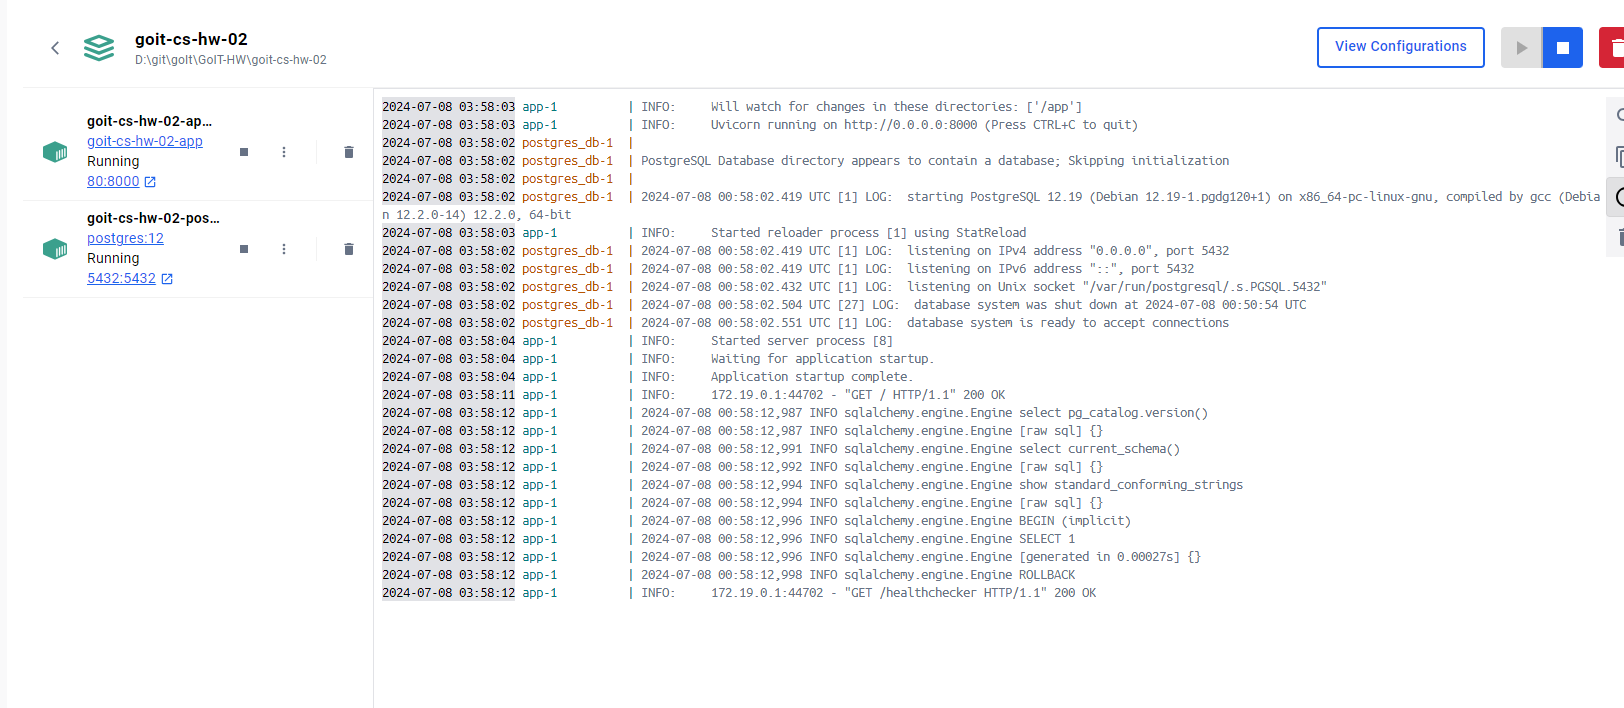 goit-cs-hw-02
D:\git\goIt\GoIT-HW\goit-cs-hw-02
View Configurations
goit-cs-hw-02-ap...
goit-cs-hw-02-app
Running
80:8000
goit-cs-hw-02-pos...
postgres:12
Running
5432:5432
2024-07-08 03:58:03 app-1          | INFO:     Will watch for changes in these directories: ['/app']
2024-07-08 03:58:03 app-1          | INFO:     Uvicorn running on http://0.0.0.0:8000 (Press CTRL+C to quit)
2024-07-08 03:58:02 postgres_db-1  |
2024-07-08 03:58:02 postgres_db-1  | PostgreSQL Database directory appears to contain a database; Skipping initialization
2024-07-08 03:58:02 postgres_db-1  |
2024-07-08 03:58:02 postgres_db-1  | 2024-07-08 00:58:02.419 UTC [1] LOG:  starting PostgreSQL 12.19 (Debian 12.19-1.pgdg120+1) on x86_64-pc-linux-gnu, compiled by gcc (Debia
n 12.2.0-14) 12.2.0, 64-bit
2024-07-08 03:58:03 app-1          | INFO:     Started reloader process [1] using StatReload
2024-07-08 03:58:02 postgres_db-1  | 2024-07-08 00:58:02.419 UTC [1] LOG:  listening on IPv4 address "0.0.0.0", port 5432
2024-07-08 03:58:02 postgres_db-1  | 2024-07-08 00:58:02.419 UTC [1] LOG:  listening on IPv6 address "::", port 5432
2024-07-08 03:58:02 postgres_db-1  | 2024-07-08 00:58:02.432 UTC [1] LOG:  listening on Unix socket "/var/run/postgresql/.s.PGSQL.5432"
2024-07-08 03:58:02 postgres_db-1  | 2024-07-08 00:58:02.504 UTC [27] LOG:  database system was shut down at 2024-07-08 00:50:54 UTC
2024-07-08 03:58:02 postgres_db-1  | 2024-07-08 00:58:02.551 UTC [1] LOG:  database system is ready to accept connections
2024-07-08 03:58:04 app-1          | INFO:     Started server process [8]
2024-07-08 03:58:04 app-1          | INFO:     Waiting for application startup.
2024-07-08 03:58:04 app-1          | INFO:     Application startup complete.
2024-07-08 03:58:11 app-1          | INFO:     172.19.0.1:44702 - "GET / HTTP/1.1" 200 OK
2024-07-08 03:58:12 app-1          | 2024-07-08 00:58:12,987 INFO sqlalchemy.engine.Engine select pg_catalog.version()
2024-07-08 03:58:12 app-1          | 2024-07-08 00:58:12,987 INFO sqlalchemy.engine.Engine [raw sql] {}
2024-07-08 03:58:12 app-1          | 2024-07-08 00:58:12,991 INFO sqlalchemy.engine.Engine select current_schema()
2024-07-08 03:58:12 app-1          | 2024-07-08 00:58:12,992 INFO sqlalchemy.engine.Engine [raw sql] {}
2024-07-08 03:58:12 app-1          | 2024-07-08 00:58:12,994 INFO sqlalchemy.engine.Engine show standard_conforming_strings
2024-07-08 03:58:12 app-1          | 2024-07-08 00:58:12,994 INFO sqlalchemy.engine.Engine [raw sql] {}
2024-07-08 03:58:12 app-1          | 2024-07-08 00:58:12,996 INFO sqlalchemy.engine.Engine BEGIN (implicit)
2024-07-08 03:58:12 app-1          | 2024-07-08 00:58:12,996 INFO sqlalchemy.engine.Engine SELECT 1
2024-07-08 03:58:12 app-1          | 2024-07-08 00:58:12,996 INFO sqlalchemy.engine.Engine [generated in 0.00027s] {}
2024-07-08 03:58:12 app-1          | 2024-07-08 00:58:12,998 INFO sqlalchemy.engine.Engine ROLLBACK
2024-07-08 03:58:12 app-1          | INFO:     172.19.0.1:44702 - "GET /healthchecker HTTP/1.1" 200 OK